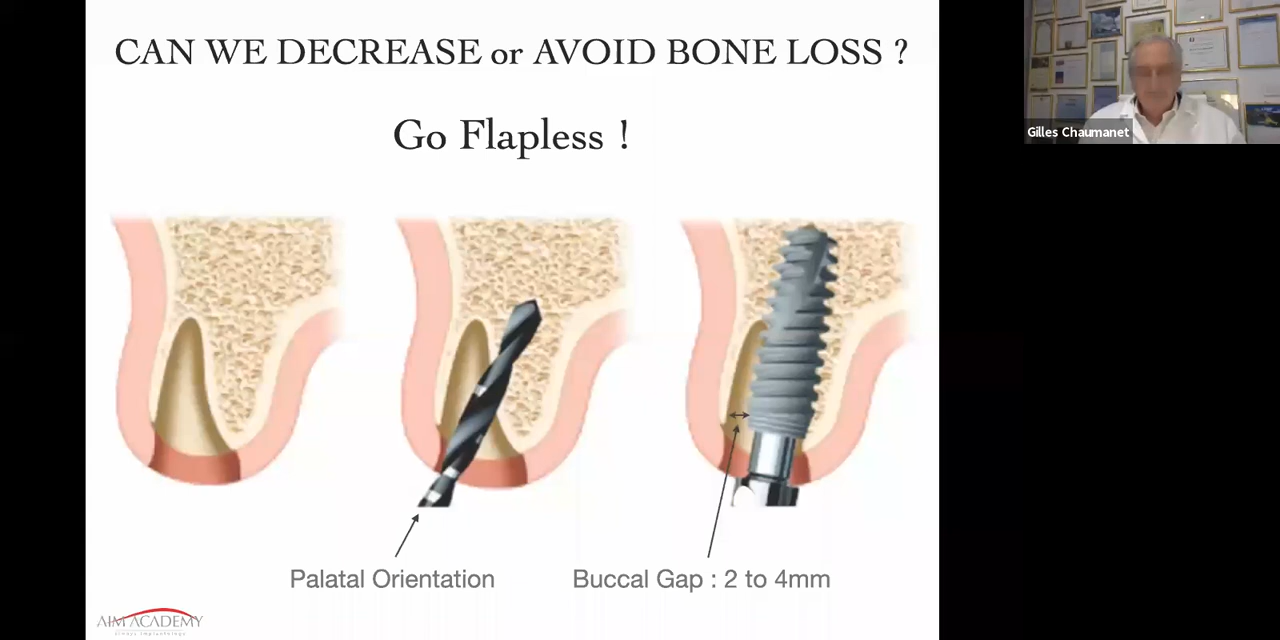 CAN WE DECREASE or AVOID BONE LOSS ?
Go Flapless !
Gilles Chaumanet
Palatal Orientation
Buccal Gap : 2 to 4mm
AIM ACADEMY